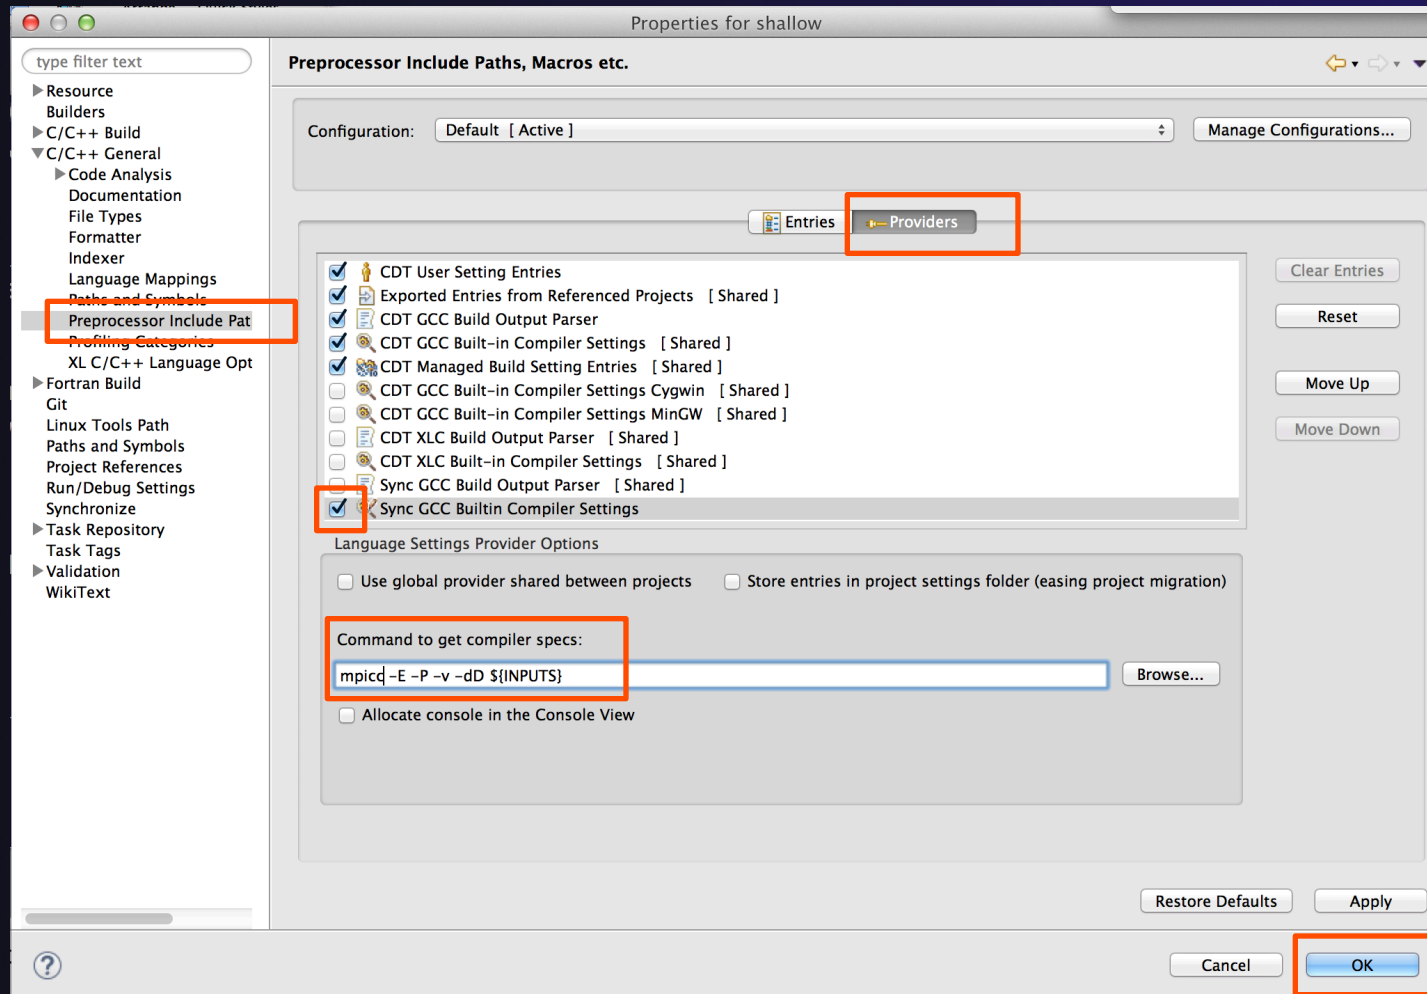 Properties for shallow
type filter text
Resource
Builders
C/C++ Build
C/C++ General
Code Analysis
Documentation
File Types
Formatter
Indexer
Language Mappings
Paths and Symbols
Preprocessor Include Pat
Profiling Categories
XL C/C++ Language Opt
Fortran Build
Git
Linux Tools Path
Paths and Symbols
Project References
Run/Debug Settings
Synchronize
Task Repository
Task Tags
Validation
WikiText
Preprocessor Include Paths, Macros etc.
Configuration: Default [ Active ] Manage Configurations...
Entries Providers
CDT User Setting Entries
Exported Entries from Referenced Projects [ Shared ]
CDT GCC Build Output Parser
CDT GCC Built-in Compiler Settings [ Shared ]
CDT Managed Build Setting Entries [ Shared ]
CDT GCC Built-in Compiler Settings Cygwin [ Shared ]
CDT GCC Built-in Compiler Settings MinGW [ Shared ]
CDT XLC Build Output Parser [ Shared ]
CDT XLC Built-in Compiler Settings [ Shared ]
Sync GCC Build Output Parser [ Shared ]
Sync GCC Builtin Compiler Settings
Clear Entries
Reset
Move Up
Move Down
Language Settings Provider Options
Use global provider shared between projects Store entries in project settings folder (easing project migration)
Command to get compiler specs:
mpicc -E -P -v -dD ${INPUTS} Browse...
Allocate console in the Console View
Restore Defaults Apply
? Cancel OK